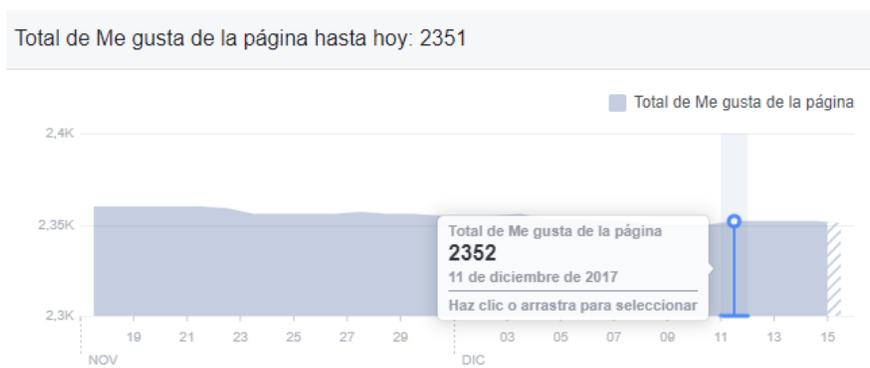 Total de Me gusta de la página hasta hoy: 2351
Total de Me gusta de la página
2,4K
2,35K
Total de Me gusta de la página
2352
11 de diciembre de 2017
Haz clic o arrastra para seleccionar
2,3K
19 21 23 25 27 29 03 05 07 09 11 13 15
NOV DIC